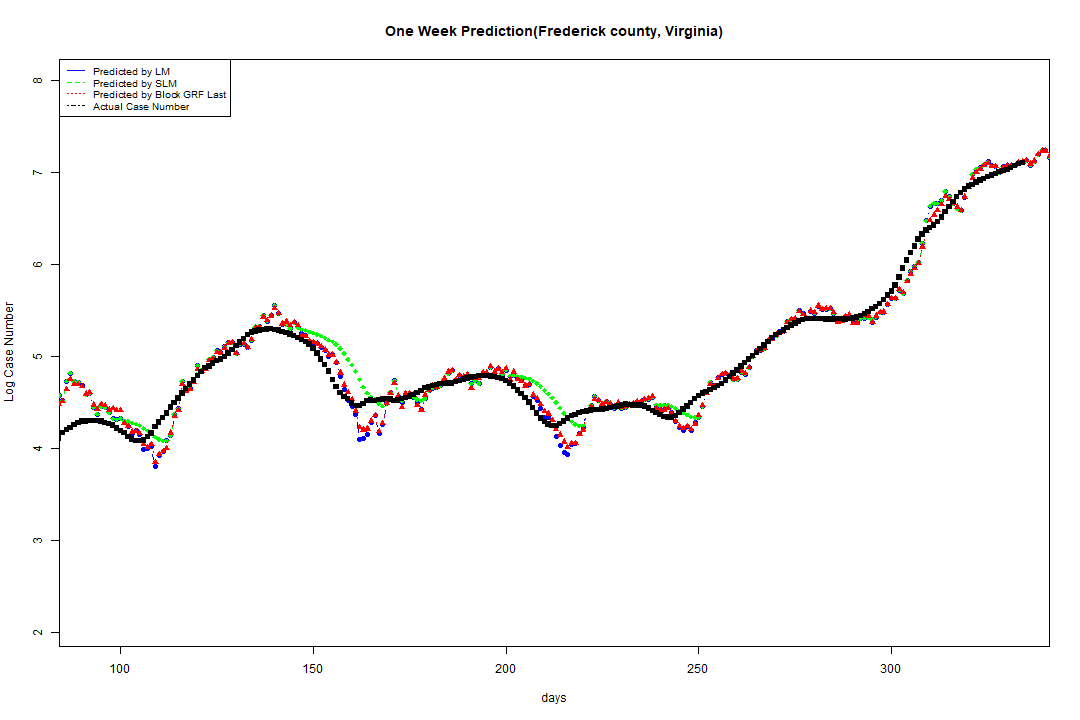 One Week Prediction(Frederick county, Virginia)
Predicted by LM
Predicted by SLM
Predicted by Block GRF Last
Actual Case Number
8
7
6
5
4
3
2
Log Case Number
100 150 200 250 300
days